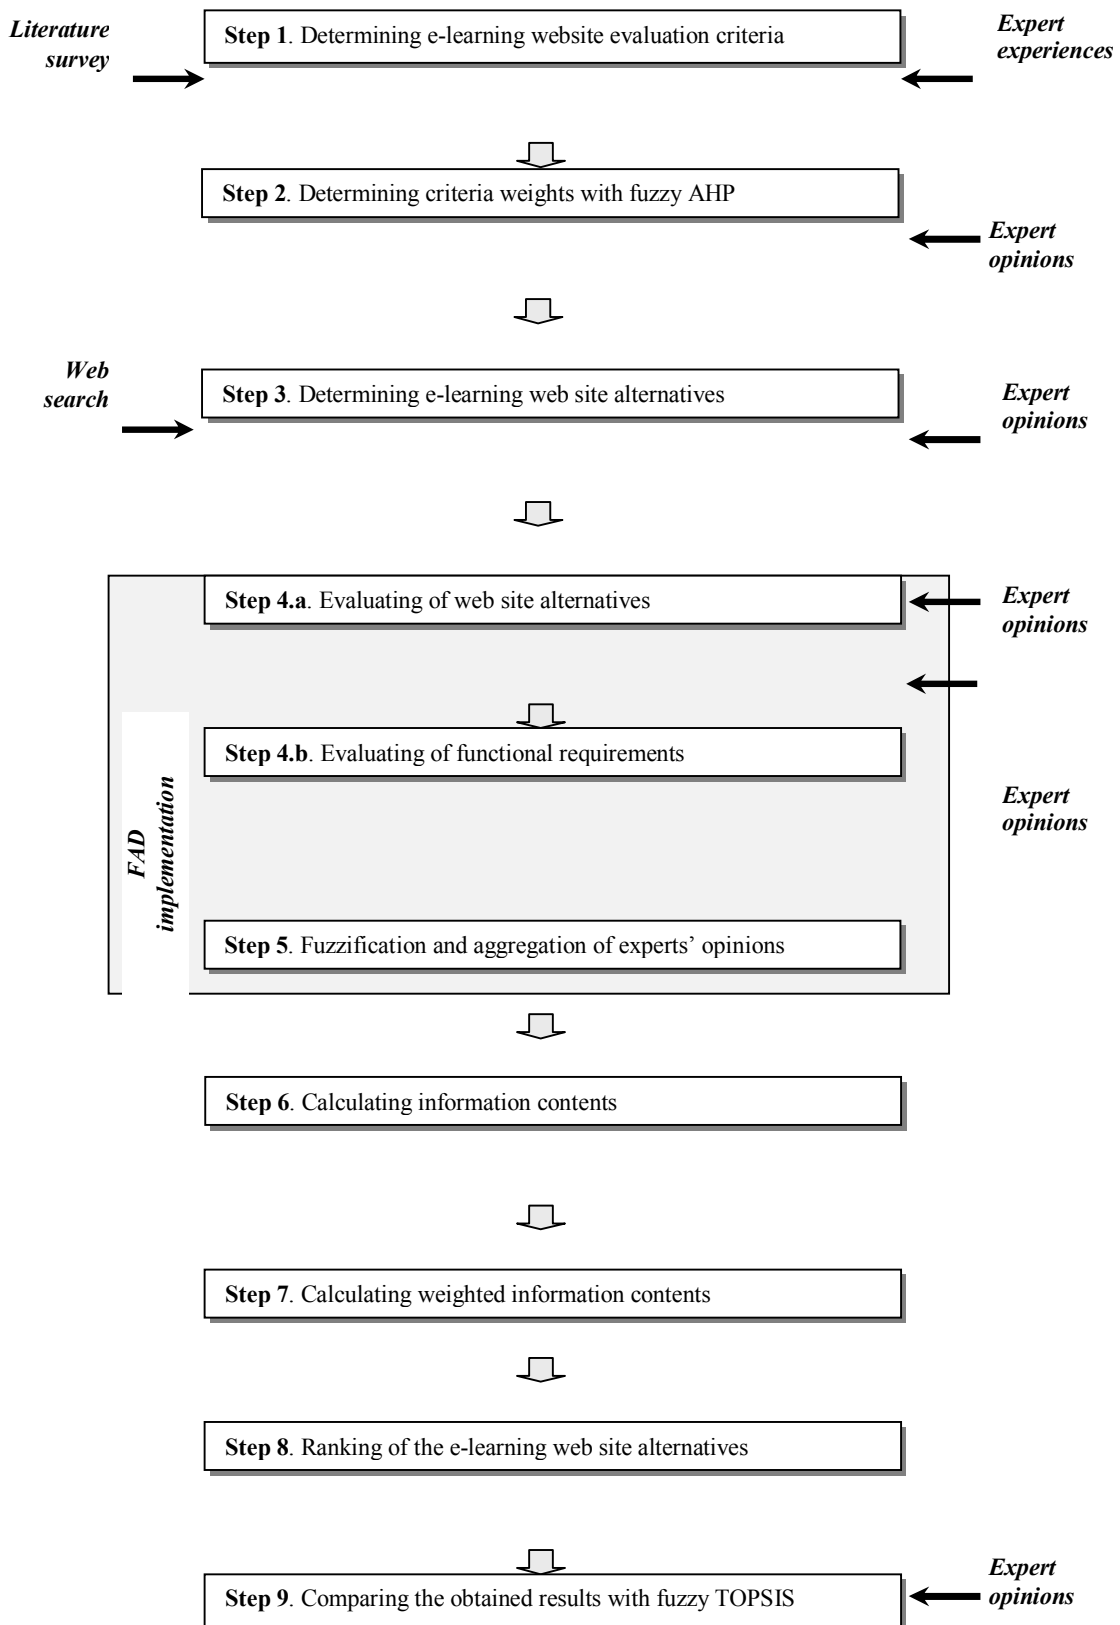 Literature
survey
Step 1. Determining e-learning website evaluation criteria
Expert
experiences
Step 2. Determining criteria weights with fuzzy AHP
Expert
opinions
Web
search
Step 3. Determining e-learning web site alternatives
Expert
opinions
Step 4.a. Evaluating of web site alternatives
Expert
opinions
Step 4.b. Evaluating of functional requirements
Expert
opinions
FAD
implementation
Step 5. Fuzzification and aggregation of experts’ opinions
Step 6. Calculating information contents
Step 7. Calculating weighted information contents
Step 8. Ranking of the e-learning web site alternatives
Step 9. Comparing the obtained results with fuzzy TOPSIS
Expert
opinions